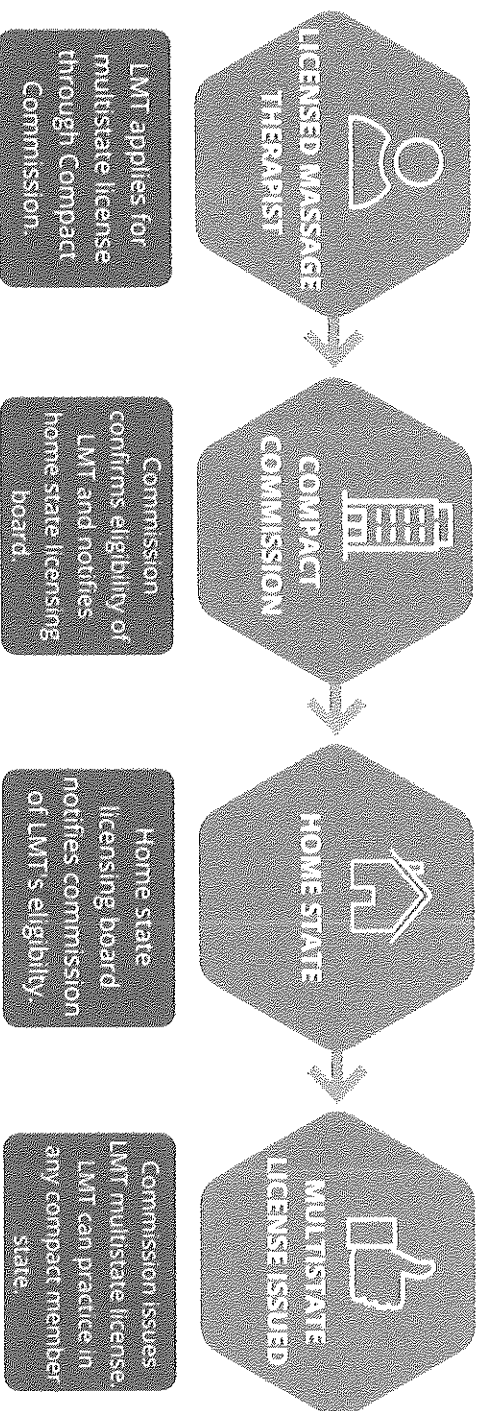 LICENSED MASSAGE
THERAPIST
LMT applies for
multistate license
through Compact
Commission.
COMPACT
COMMISSION
Commission
confirms eligibility of
LMT and notifies
home state licensing
board.
HOME STATE
Home state
licensing board
notifies commission
of LMT's eligibilty.
MULTISTATE
LICENSE ISSUED
Commission issues
LMT multistate license.
LMT can practice in
any compact member
state.